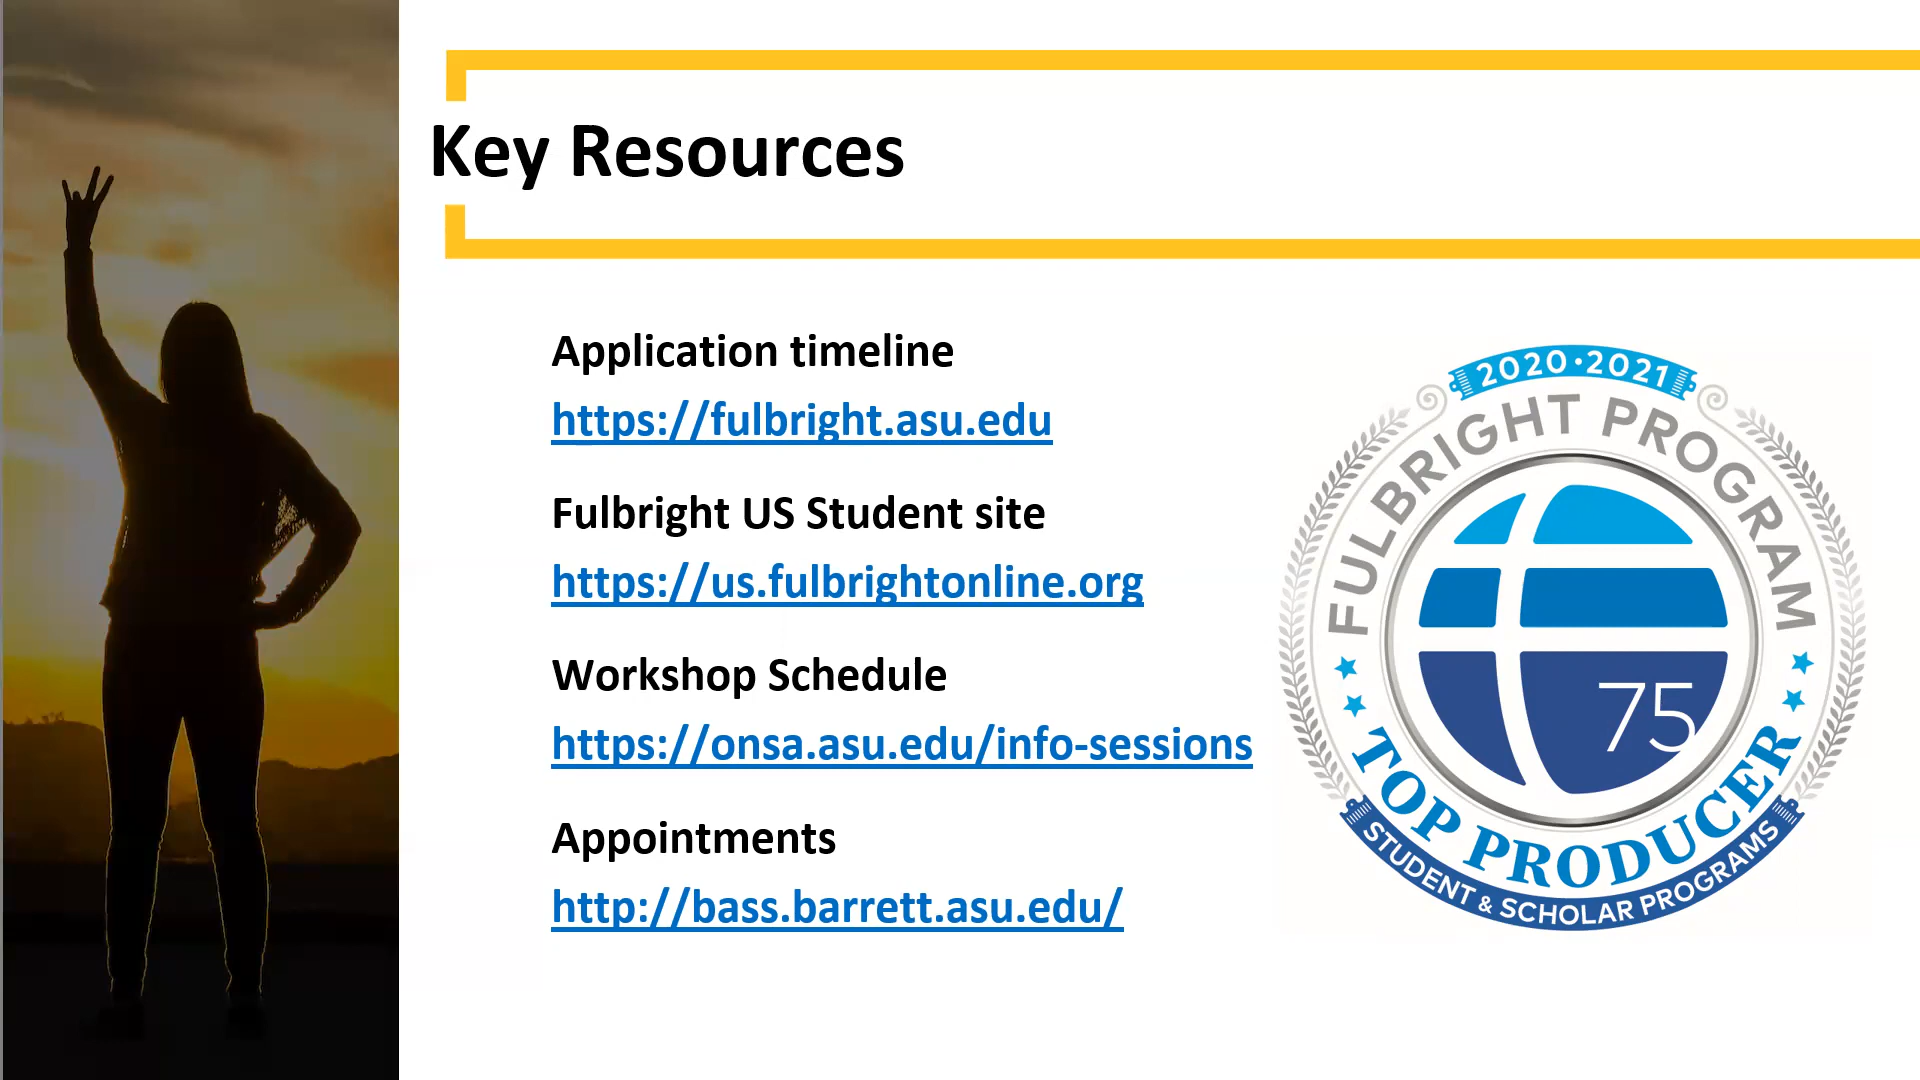 Key Resources
Application timeline
https://fulbright.asu.edu
Fulbright US Student site
https://us.fulbrightonline.org
Workshop Schedule
https://onsa.asu.edu/info-sessions
Appointments
http://bass.barrett.asu.edu/
2020·2021
FULBRIGHT PROGRAM
75
TOP PRODUCER
STUDENT & SCHOLAR PROGRAMS